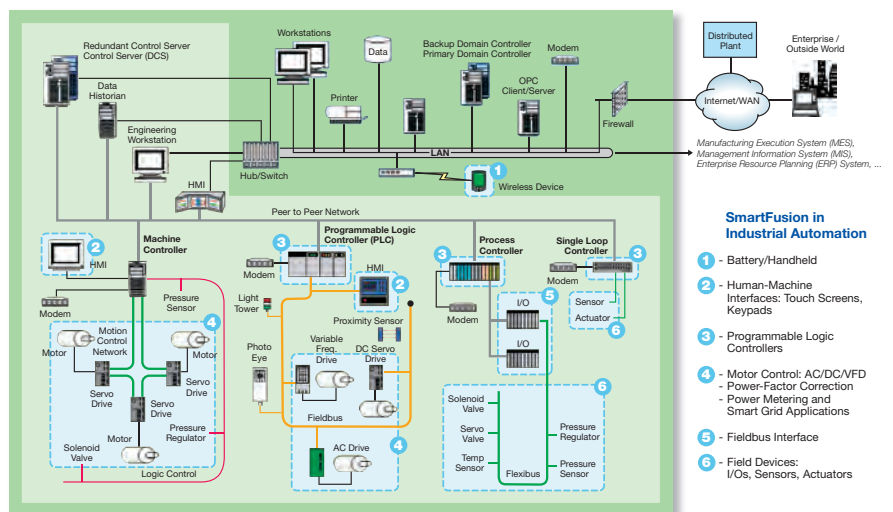 Redundant Control Server
Control Server (DCS)
Data
Historian
Engineering
Workstation
HMI
Hub/Switch
Workstations
Printer
Data
Backup Domain Controller
Primary Domain Controller
OPC
Client/Server
Modem
Firewall
LAN
1
Wireless Device
Distributed
Plant
Enterprise /
Outside World
Internet/WAN
Manufacturing Execution System (MES),
Management Information System (MIS),
Enterprise Resource Planning (ERP) System, ...
Peer to Peer Network
2
HMI
Machine
Controller
Modem
Pressure
Sensor
4
Motion
Control
Network
Motor
Motor
Servo
Drive
Servo
Drive
Servo
Drive
Motor
Pressure
Regulator
Solenoid
Valve
Logic Control
Programmable Logic
Controller (PLC)
3
Modem
HMI
2
Light
Tower
Proximity Sensor
Photo
Eye
Variable
Freq.
Drive
DC Servo
Drive
Fieldbus
AC Drive
4
Process
Controller
3
Modem
I/O
5
I/O
Single Loop
Controller
3
Modem
Sensor
Actuator
6
6
Solenoid
Valve
Servo
Valve
Temp
Sensor
Pressure
Regulator
Pressure
Sensor
Flexibus
SmartFusion in
Industrial Automation
1 - Battery/Handheld
2 - Human-Machine
Interfaces: Touch Screens,
Keypads
3 - Programmable Logic
Controllers
4 - Motor Control: AC/DC/VFD
- Power-Factor Correction
- Power Metering and
Smart Grid Applications
5 - Fieldbus Interface
6 - Field Devices:
I/Os, Sensors, Actuators